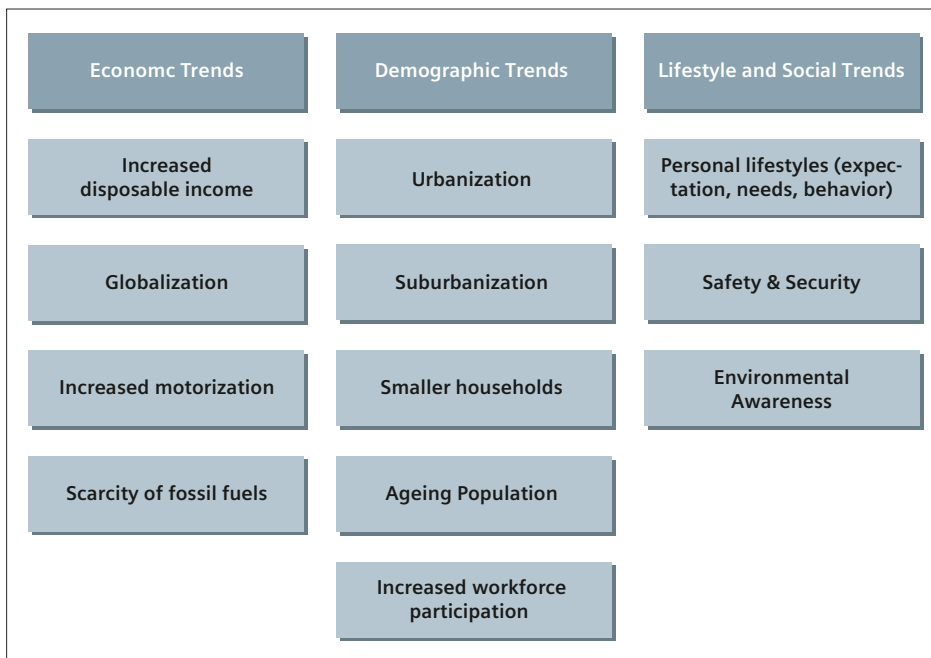 Economc Trends
Increased
disposable income
Globalization
Increased motorization
Scarcity of fossil fuels
Demographic Trends
Urbanization
Suburbanization
Smaller households
Ageing Population
Increased workforce
participation
Lifestyle and Social Trends
Personal lifestyles (expec-
tation, needs, behavior)
Safety & Security
Environmental
Awareness